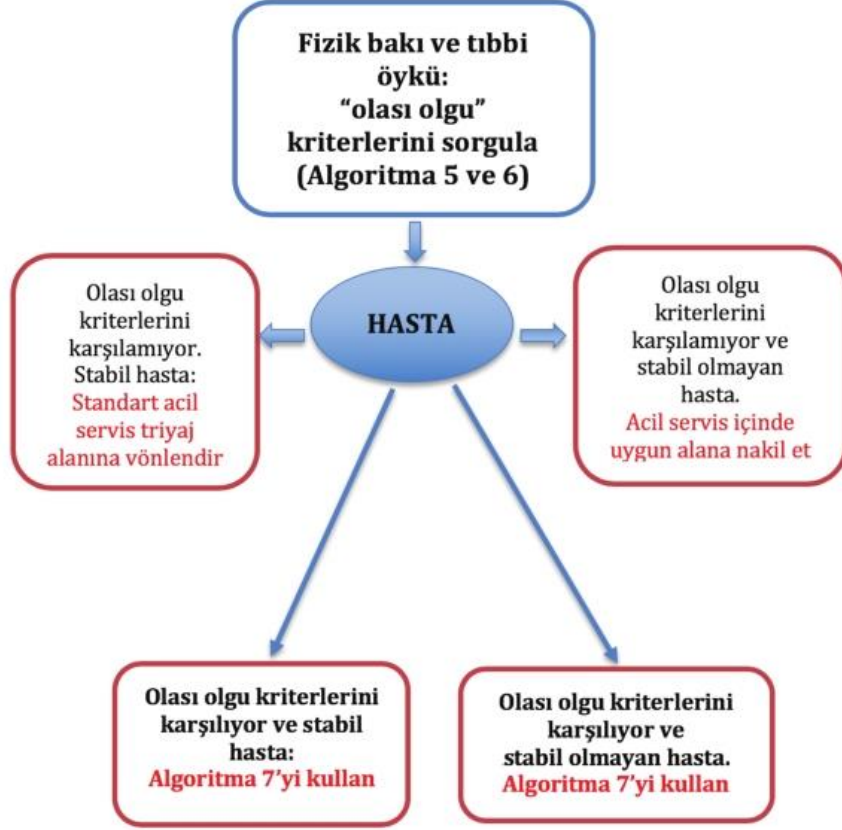 Fizik bakı ve tıbbi
öykü:
“olası olgu”
kriterlerini sorgula
(Algoritma 5 ve 6)
HASTA
Olası olgu
kriterlerini
karşılamıyor.
Stabil hasta:
Standart acil
servis triyaj
alanına yönlendir
Olası olgu
kriterlerini
karşılamıyor ve
stabil olmayan
hasta.
Acil servis içinde
uygun alana nakil et
Olası olgu kriterlerini
karşılıyor ve stabil
hasta:
Algoritma 7’yi kullan
Olası olgu kriterlerini
karşılıyor ve
stabil olmayan hasta.
Algoritma 7’yi kullan